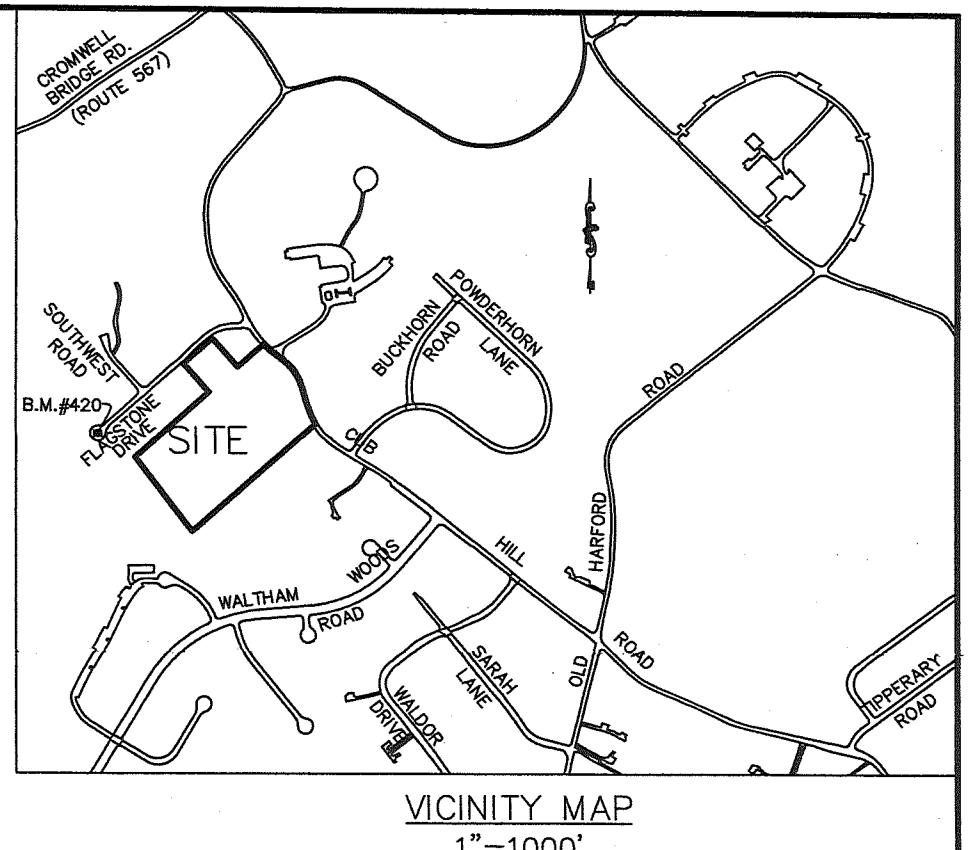 CROMWELL
BRIDGE RD.
(ROUTE 567)
SOUTHWEST
ROAD
B.M.#420
FLAGSTONE
DRIVE
SITE
BUCKHORN
ROAD
POWDERHORN
LANE
CUB
HILL
ROAD
OLD
HARFORD
ROAD
WALTHAM
WOODS
ROAD
SARAH
LANE
WALDOR
DRIVE
TIPPERARY
ROAD
VICINITY MAP
1"=1000'